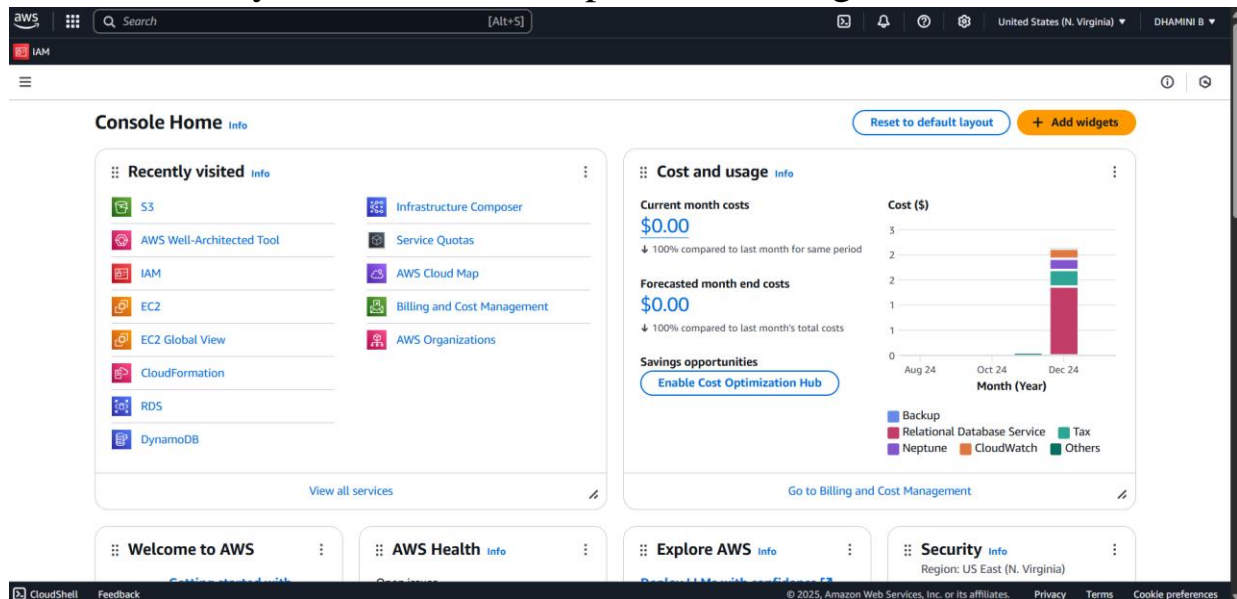 aws
Search
[Alt+S]
United States (N. Virginia) ▼
DHAMINI B ▼
IAM
Console Home Info
Reset to default layout
+ Add widgets
Recently visited Info
S3
AWS Well-Architected Tool
IAM
EC2
EC2 Global View
CloudFormation
RDS
DynamoDB
Infrastructure Composer
Service Quotas
AWS Cloud Map
Billing and Cost Management
AWS Organizations
View all services
Cost and usage Info
Current month costs
$0.00
↓ 100% compared to last month for same period
Forecasted month end costs
$0.00
↓ 100% compared to last month's total costs
Savings opportunities
Enable Cost Optimization Hub
Cost ($)
3
2
2
1
1
0
Aug 24 Oct 24 Dec 24
Month (Year)
Backup
Relational Database Service Tax
Neptune CloudWatch Others
Go to Billing and Cost Management
Welcome to AWS
AWS Health Info
Explore AWS Info
Security Info
Region: US East (N. Virginia)
CloudShell Feedback
© 2025, Amazon Web Services, Inc. or its affiliates. Privacy Terms Cookie preferences